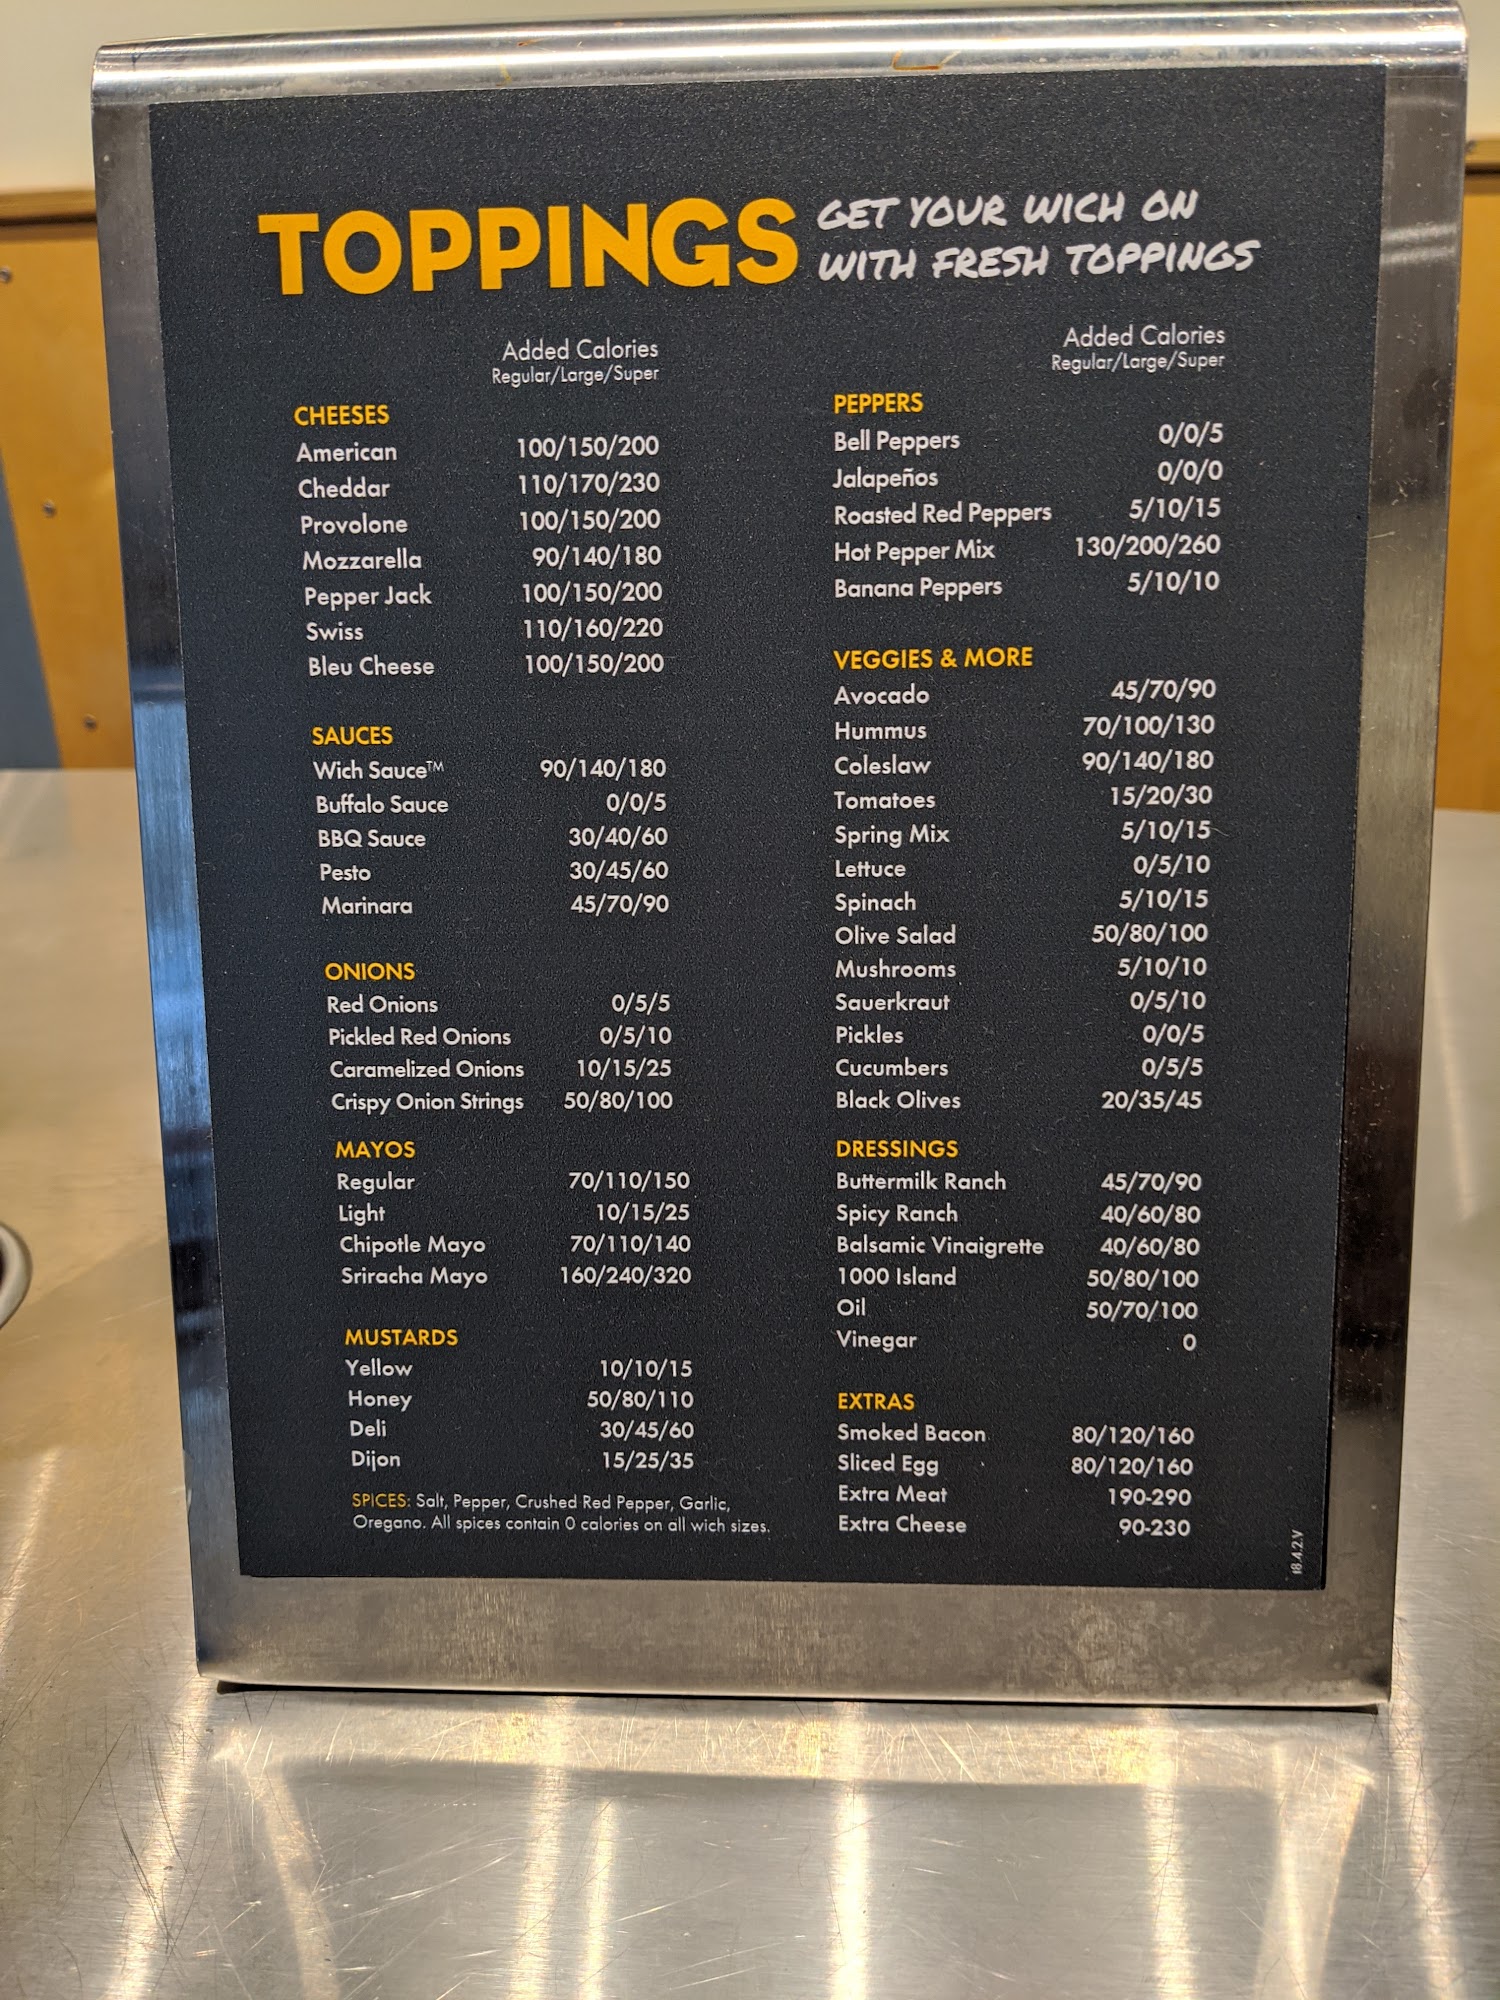 TOPPINGS
GET YOUR WICH ON
WITH FRESH TOPPINGS
Added Calories
Regular/Large/Super
CHEESES
American 100/150/200
Cheddar 110/170/230
Provolone 100/150/200
Mozzarella 90/140/180
Pepper Jack 100/150/200
Swiss 110/160/220
Bleu Cheese 100/150/200
SAUCES
Wich Sauce™ 90/140/180
Buffalo Sauce 0/0/5
BBQ Sauce 30/40/60
Pesto 30/45/60
Marinara 45/70/90
ONIONS
Red Onions 0/5/5
Pickled Red Onions 0/5/10
Caramelized Onions 10/15/25
Crispy Onion Strings 50/80/100
MAYOS
Regular 70/110/150
Light 10/15/25
Chipotle Mayo 70/110/140
Sriracha Mayo 160/240/320
MUSTARDS
Yellow 10/10/15
Honey 50/80/110
Deli 30/45/60
Dijon 15/25/35
SPICES: Salt, Pepper, Crushed Red Pepper, Garlic,
Oregano. All spices contain 0 calories on all wich sizes.
Added Calories
Regular/Large/Super
PEPPERS
Bell Peppers 0/0/5
Jalapeños 0/0/0
Roasted Red Peppers 5/10/15
Hot Pepper Mix 130/200/260
Banana Peppers 5/10/10
VEGGIES & MORE
Avocado 45/70/90
Hummus 70/100/130
Coleslaw 90/140/180
Tomatoes 15/20/30
Spring Mix 5/10/15
Lettuce 0/5/10
Spinach 5/10/15
Olive Salad 50/80/100
Mushrooms 5/10/10
Sauerkraut 0/5/10
Pickles 0/0/5
Cucumbers 0/5/5
Black Olives 20/35/45
DRESSINGS
Buttermilk Ranch 45/70/90
Spicy Ranch 40/60/80
Balsamic Vinaigrette 40/60/80
1000 Island 50/80/100
Oil 50/70/100
Vinegar 0
EXTRAS
Smoked Bacon 80/120/160
Sliced Egg 80/120/160
Extra Meat 190-290
Extra Cheese 90-230